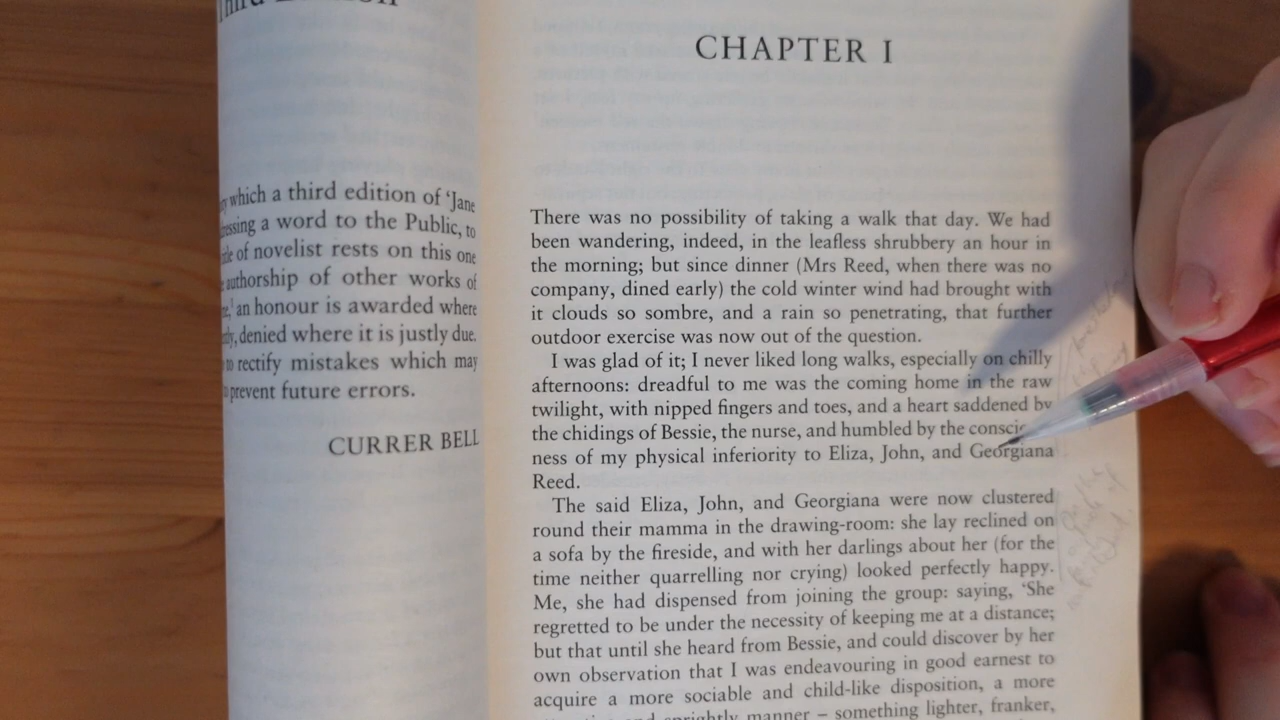 which a third edition of 'Jane
a word to the Public, to
of novelist rests on this one
authorship of other works of
an honour is awarded where
denied where it is justly due.
to rectify mistakes which may
prevent future errors.
CURRER BELL
CHAPTER I
There was no possibility of taking a walk that day. We had
been wandering, indeed, in the leafless shrubbery an hour in
the morning; but since dinner (Mrs Reed, when there was no
company, dined early) the cold winter wind had brought with
it clouds so sombre, and a rain so penetrating, that further
outdoor exercise was now out of the question.
I was glad of it; I never liked long walks, especially on chilly
afternoons: dreadful to me was the coming home in the raw
twilight, with nipped fingers and toes, and a heart saddened by
the chidings of Bessie, the nurse, and humbled by the
ness of my physical inferiority to Eliza, John, and Georgiana
Reed.
The said Eliza, John, and Georgiana were now clustered
round their mamma in the drawing-room: she lay reclined on
a sofa by the fireside, and with her darlings about her (for the
time neither quarrelling nor crying) looked perfectly happy.
Me, she had dispensed from joining the group: saying, 'She
regretted to be under the necessity of keeping me at a distance;
but that until she heard from Bessie, and could discover by her
own observation that I was endeavouring in good earnest to
acquire a more sociable and child-like disposition, a more
manner – something lighter, franker,